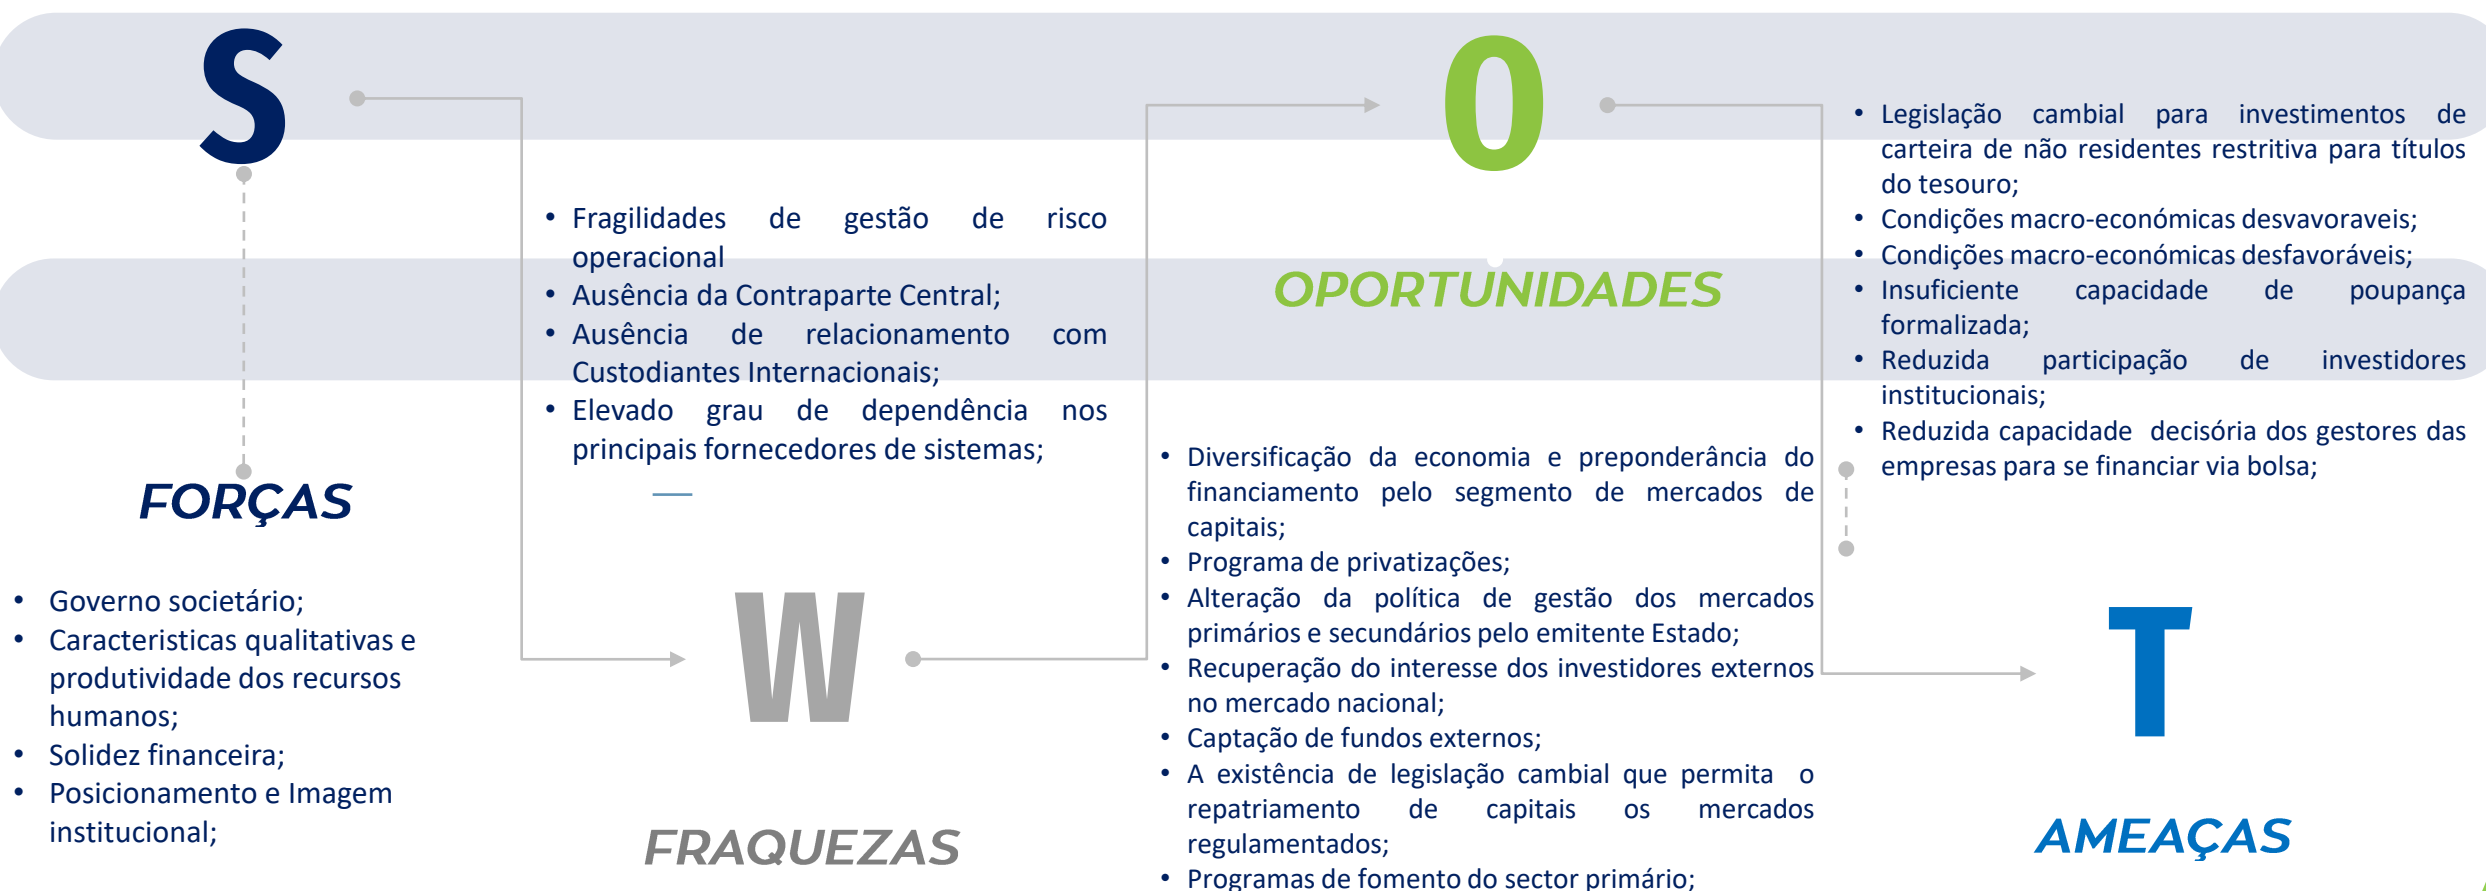 S
FORÇAS
• Governo societário;
• Caracteristicas qualitativas e
produtividade dos recursos
humanos;
• Solidez financeira;
• Posicionamento e Imagem
institucional;
• Fragilidades de gestão de risco
operacional
• Ausência da Contraparte Central;
• Ausência de relacionamento com
Custodiantes Internacionais;
• Elevado grau de dependência nos
principais fornecedores de sistemas;
W
FRAQUEZAS
O
OPORTUNIDADES
• Diversificação da economia e preponderância do
financiamento pelo segmento de mercados de
capitais;
• Programa de privatizações;
• Alteração da política de gestão dos mercados
primários e secundários pelo emitente Estado;
• Recuperação do interesse dos investidores externos
no mercado nacional;
• Captação de fundos externos;
• A existência de legislação cambial que permita o
repatriamento de capitais os mercados
regulamentados;
• Programas de fomento do sector primário;
• Legislação cambial para investimentos de
carteira de não residentes restritiva para títulos
do tesouro;
• Condições macro-económicas desvavoraveis;
• Condições macro-económicas desfavoráveis;
• Insuficiente capacidade de poupança
formalizada;
• Reduzida participação de investidores
institucionais;
• Reduzida capacidade decisória dos gestores das
empresas para se financiar via bolsa;
T
AMEAÇAS